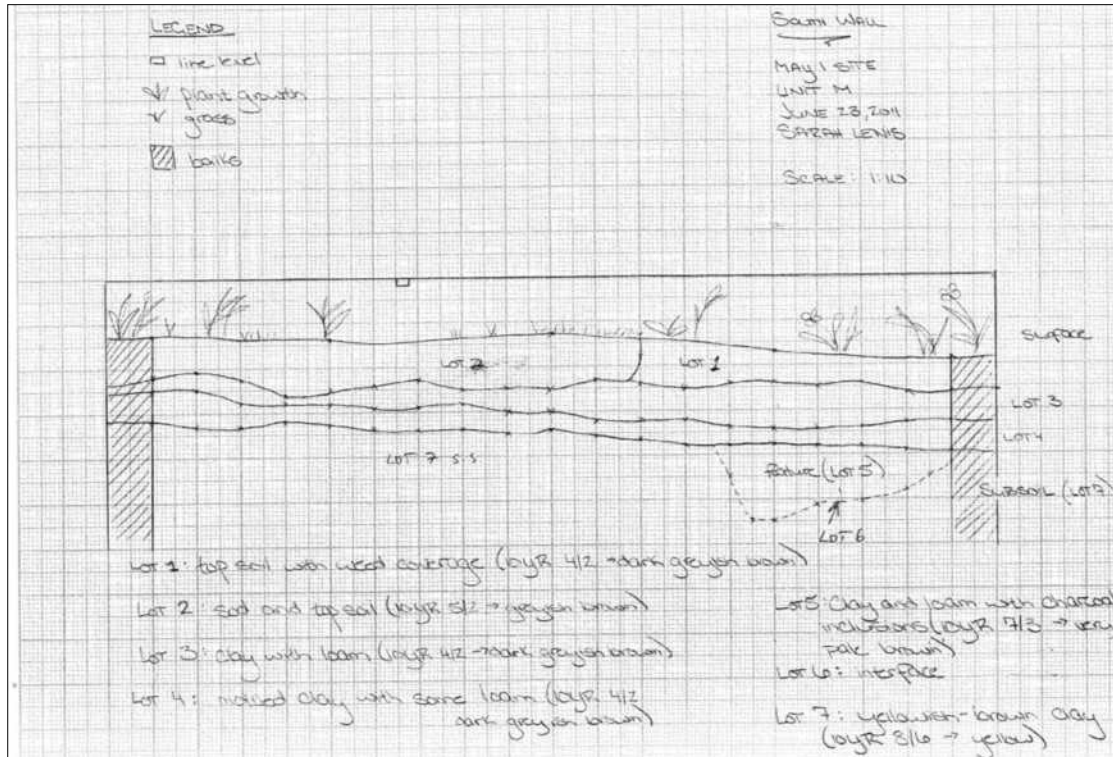 LEGEND
line level
plant growth
grass
balks
SOUTH WALL
MAY 1 SITE
UNIT M
JUNE 23, 2011
SARAH LEWIS
SCALE: 1:10
SURFACE
LOT 2
LOT 1
LOT 3
LOT 4
LOT 7 S.S
feature (LOT 5)
SUBSOIL (LOT 7)
LOT 6
LOT 1: top soil with weed coverage (10YR 4/2 → dark greyish brown)
LOT 2: sod and top soil (10YR 5/2 → greyish brown)
LOT 3: clay with loam (10YR 4/2 → dark greyish brown)
LOT 4: clay with some loam (10YR 4/2
dark greyish brown)
LOT 5: Clay and loam with charcoal
inclusions (10YR 7/3 → very
pale brown)
LOT 6: interface
LOT 7: yellowish-brown clay
(10YR 8/6 → yellow)